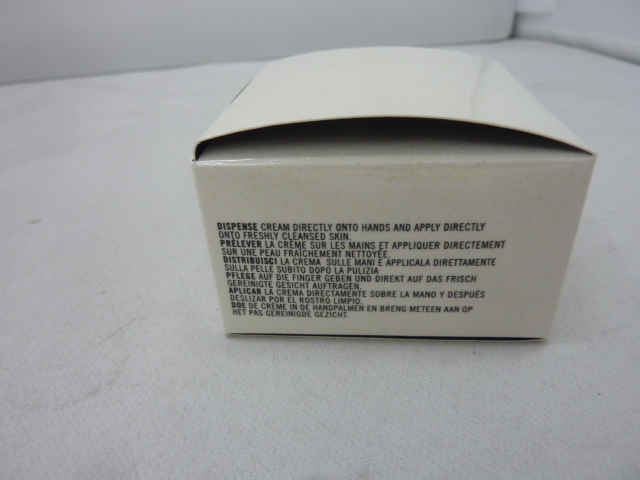 DISPENSE CREAM DIRECTLY ONTO HANDS AND APPLY DIRECTLY
ONTO FRESHLY CLEANSED SKIN.
PRÉLEVER LA CRÈME SUR LES MAINS ET APPLIQUER DIRECTEMENT
SUR UNE PEAU FRAÎCHEMENT NETTOYÉE.
DISTRIBUISCI LA CREMA SULLE MANI E APPLICALA DIRETTAMENTE
SULLA PELLE SUBITO DOPO LA PULIZIA
PFLEGE AUF DIE FINGER GEBEN UND DIREKT AUF DAS FRISCH
GEREINIGTE GESICHT AUFTRAGEN.
APLICAR LA CREMA DIRECTAMENTE SOBRE LA MANO Y DESPUÉS
DESLIZAR POR EL ROSTRO LIMPIO.
DOE DE CRÈME IN DE HANDPALMEN EN BRENG METEEN AAN OP
HET PAS GEREINIGDE GEZICHT.